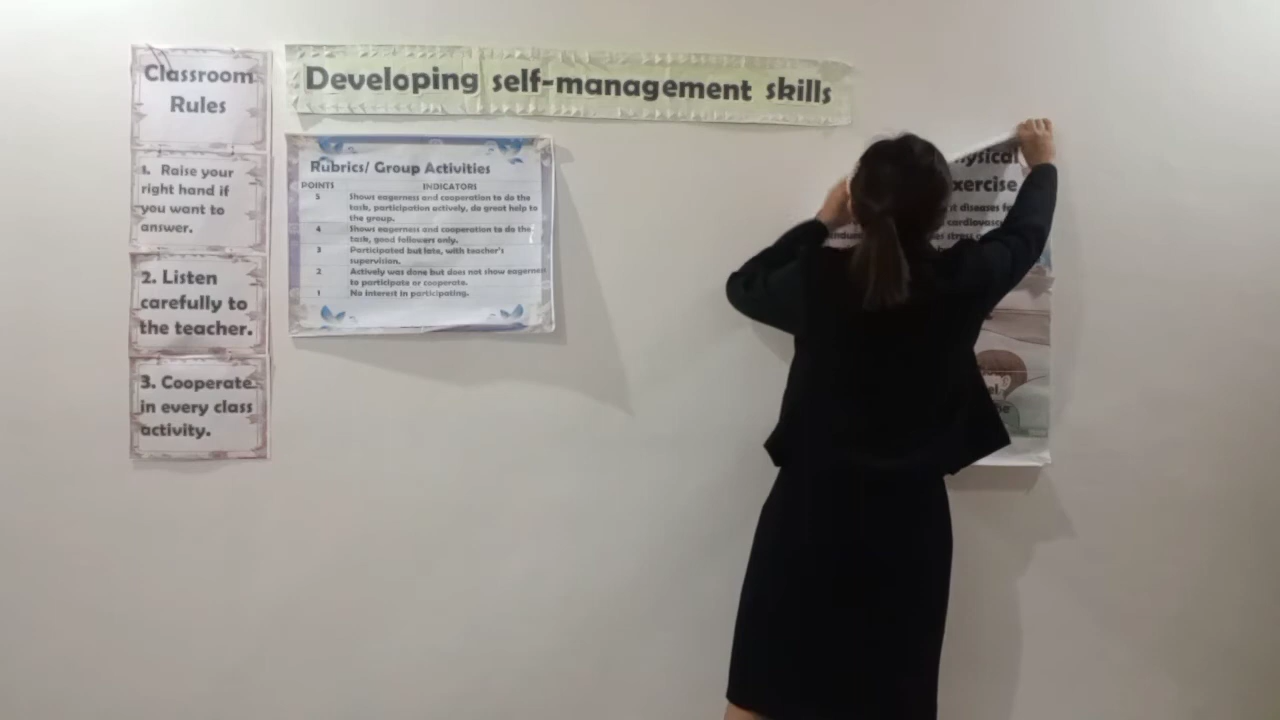 Classroom
Rules
1. Raise your
right hand if
you want to
answer.
2. Listen
carefully to
the teacher.
3. Cooperate
in every class
activity.
Developing self-management skills
Rubrics/ Group Activities
POINTS INDICATORS
5 Shows eagerness and cooperation to do the
task, participation actively, do great help to
the group.
4 Shows eagerness and cooperation to do the
task, good followers only.
3 Participated but late, with teacher's
supervision.
2 Actively was done but does not show eagerness
to participate or cooperate.
1 No interest in participating.
diseases
stress